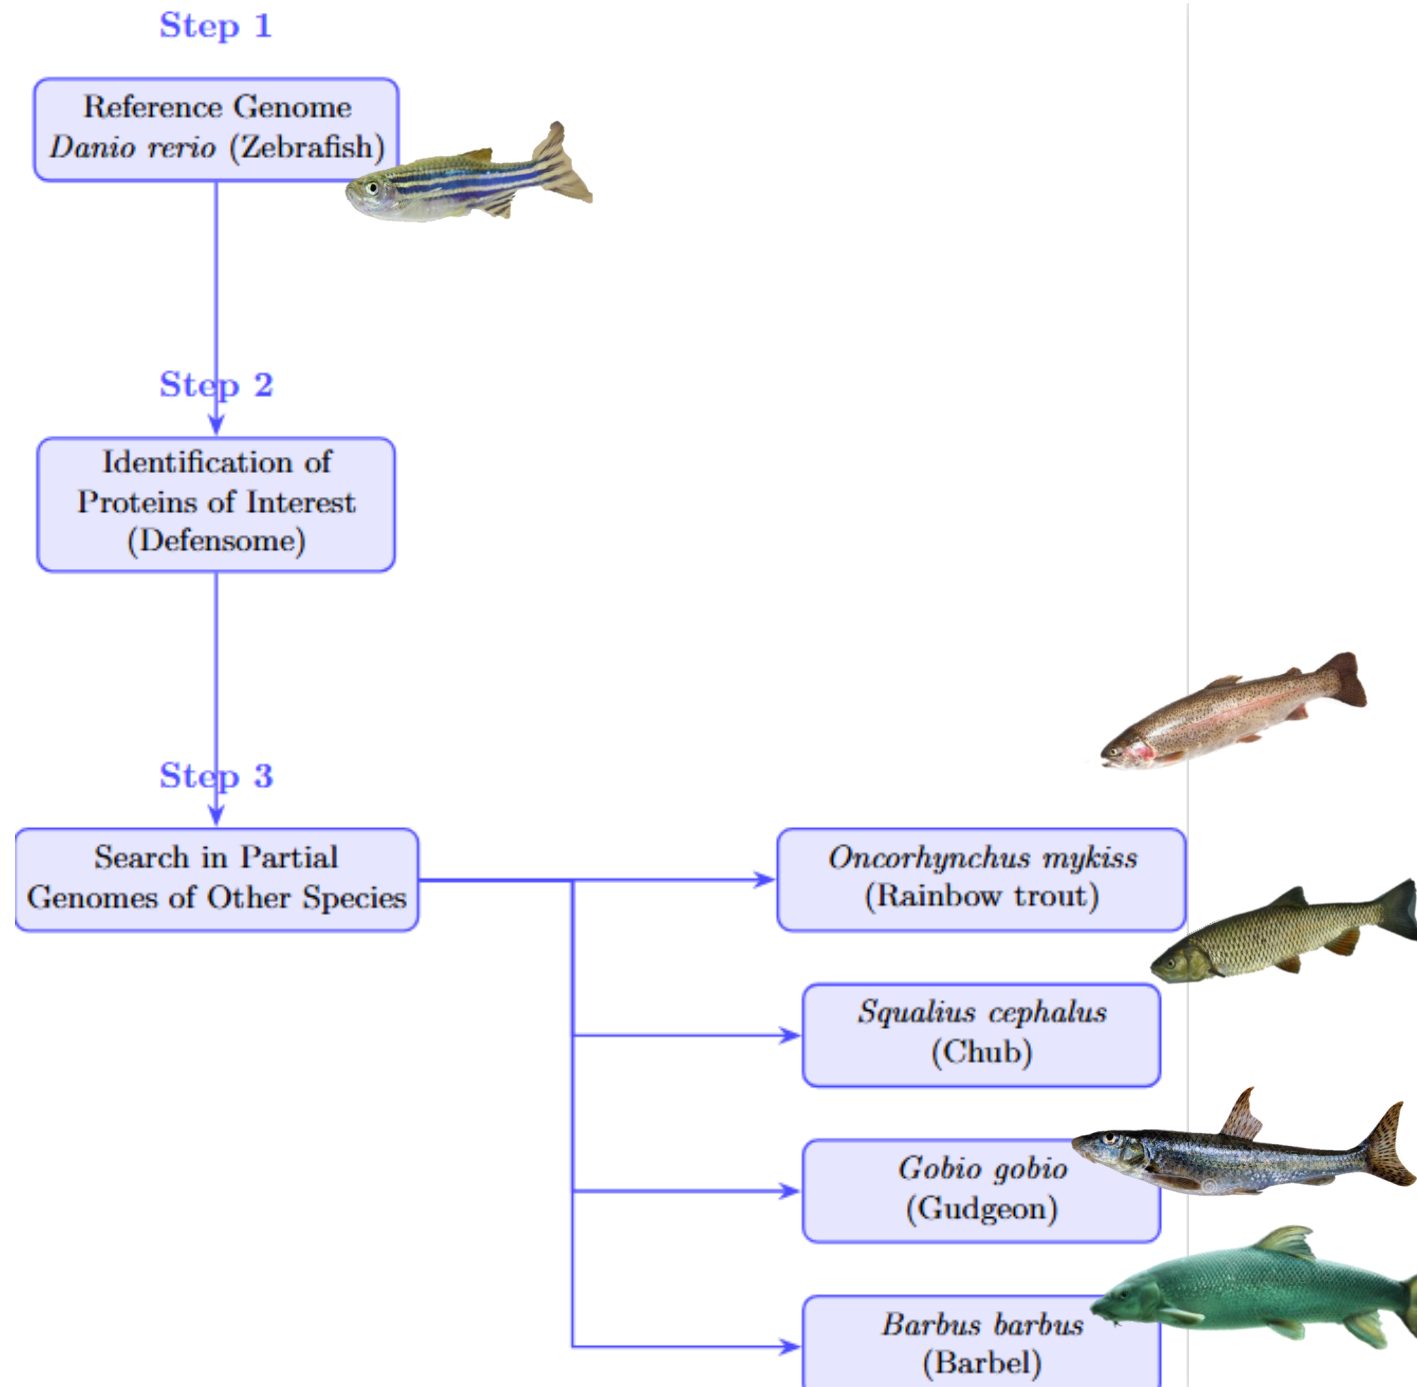 Step 1
Reference Genome
Danio rerio (Zebrafish)
Step 2
Identification of
Proteins of Interest
(Defensome)
Step 3
Search in Partial
Genomes of Other Species
Oncorhynchus mykiss
(Rainbow trout)
Squalius cephalus
(Chub)
Gobio gobio
(Gudgeon)
Barbus barbus
(Barbel)